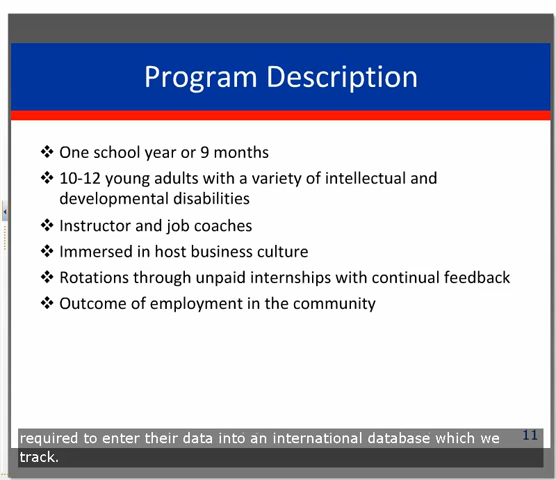 Program Description
❖ One school year or 9 months
❖ 10-12 young adults with a variety of intellectual and
developmental disabilities
❖ Instructor and job coaches
❖ Immersed in host business culture
❖ Rotations through unpaid internships with continual feedback
❖ Outcome of employment in the community
11
required to enter their data into an international database which we
track.